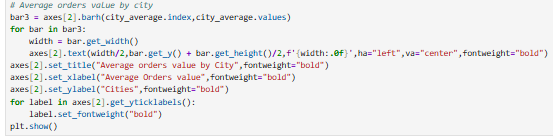 # Average orders value by city
bar3 = axes[2].barh(city_average.index,city_average.values)
for bar in bar3:
    width = bar.get_width()
    axes[2].text(width/2,bar.get_y() + bar.get_height()/2,f'{width:.0f}',ha="left",va="center",fontweight="bold")
axes[2].set_title("Average orders value by City",fontweight="bold")
axes[2].set_xlabel("Average Orders value",fontweight="bold")
axes[2].set_ylabel("Cities",fontweight="bold")
for label in axes[2].get_yticklabels():
    label.set_fontweight("bold")
plt.show()